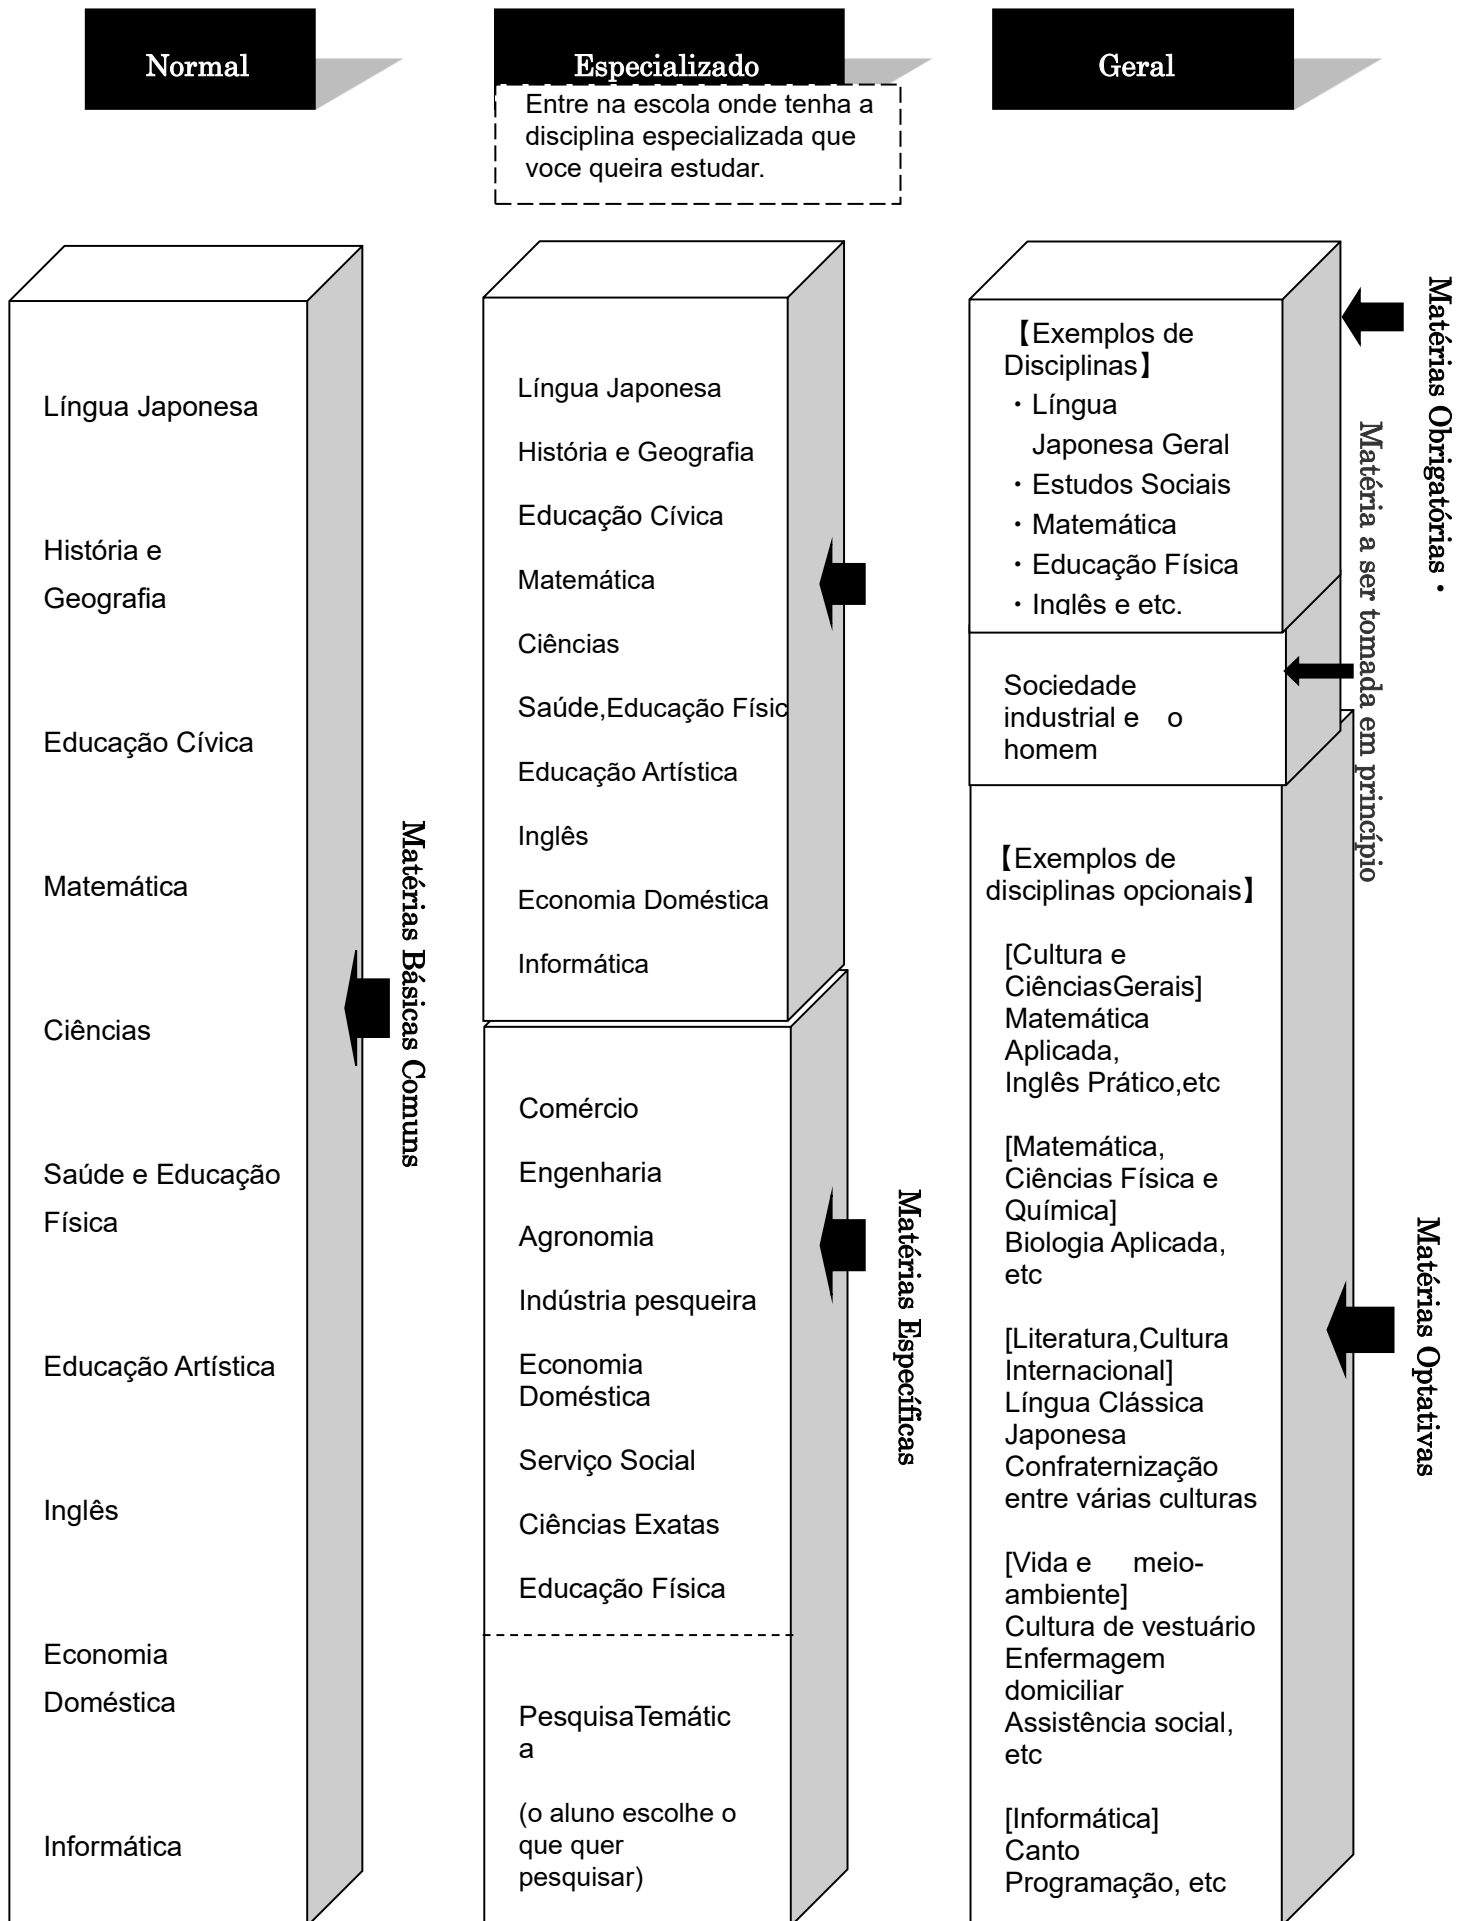 Normal
Especializado
Geral
Entre na escola onde tenha a
disciplina especializada que
voce queira estudar.
Língua Japonesa
História e
Geografia
Educação Cívica
Matemática
Ciências
Saúde e Educação
Física
Educação Artística
Inglês
Economia
Doméstica
Informática
Matérias Básicas Comuns
Língua Japonesa
História e Geografia
Educação Cívica
Matemática
Ciências
Saúde,Educação Físic
Educação Artística
Inglês
Economia Doméstica
Informática
Comércio
Engenharia
Agronomia
Indústria pesqueira
Economia
Doméstica
Serviço Social
Ciências Exatas
Educação Física
PesquisaTemátic
a
(o aluno escolhe o
que quer
pesquisar)
Matérias Específicas
【Exemplos de
Disciplinas】
・Língua
Japonesa Geral
・Estudos Sociais
・Matemática
・Educação Física
・Inglês e etc.
Sociedade
industrial e o
homem
【Exemplos de
disciplinas opcionais】
[Cultura e
CiênciasGerais]
Matemática
Aplicada,
Inglês Prático,etc
[Matemática,
Ciências Física e
Química]
Biologia Aplicada,
etc
[Literatura,Cultura
Internacional]
Língua Clássica
Japonesa
Confraternização
entre várias culturas
[Vida e meio-
ambiente]
Cultura de vestuário
Enfermagem
domiciliar
Assistência social,
etc
[Informática]
Canto
Programação, etc
Matérias Obrigatórias・
Matéria a ser tomada em princípio
Matérias Optativas